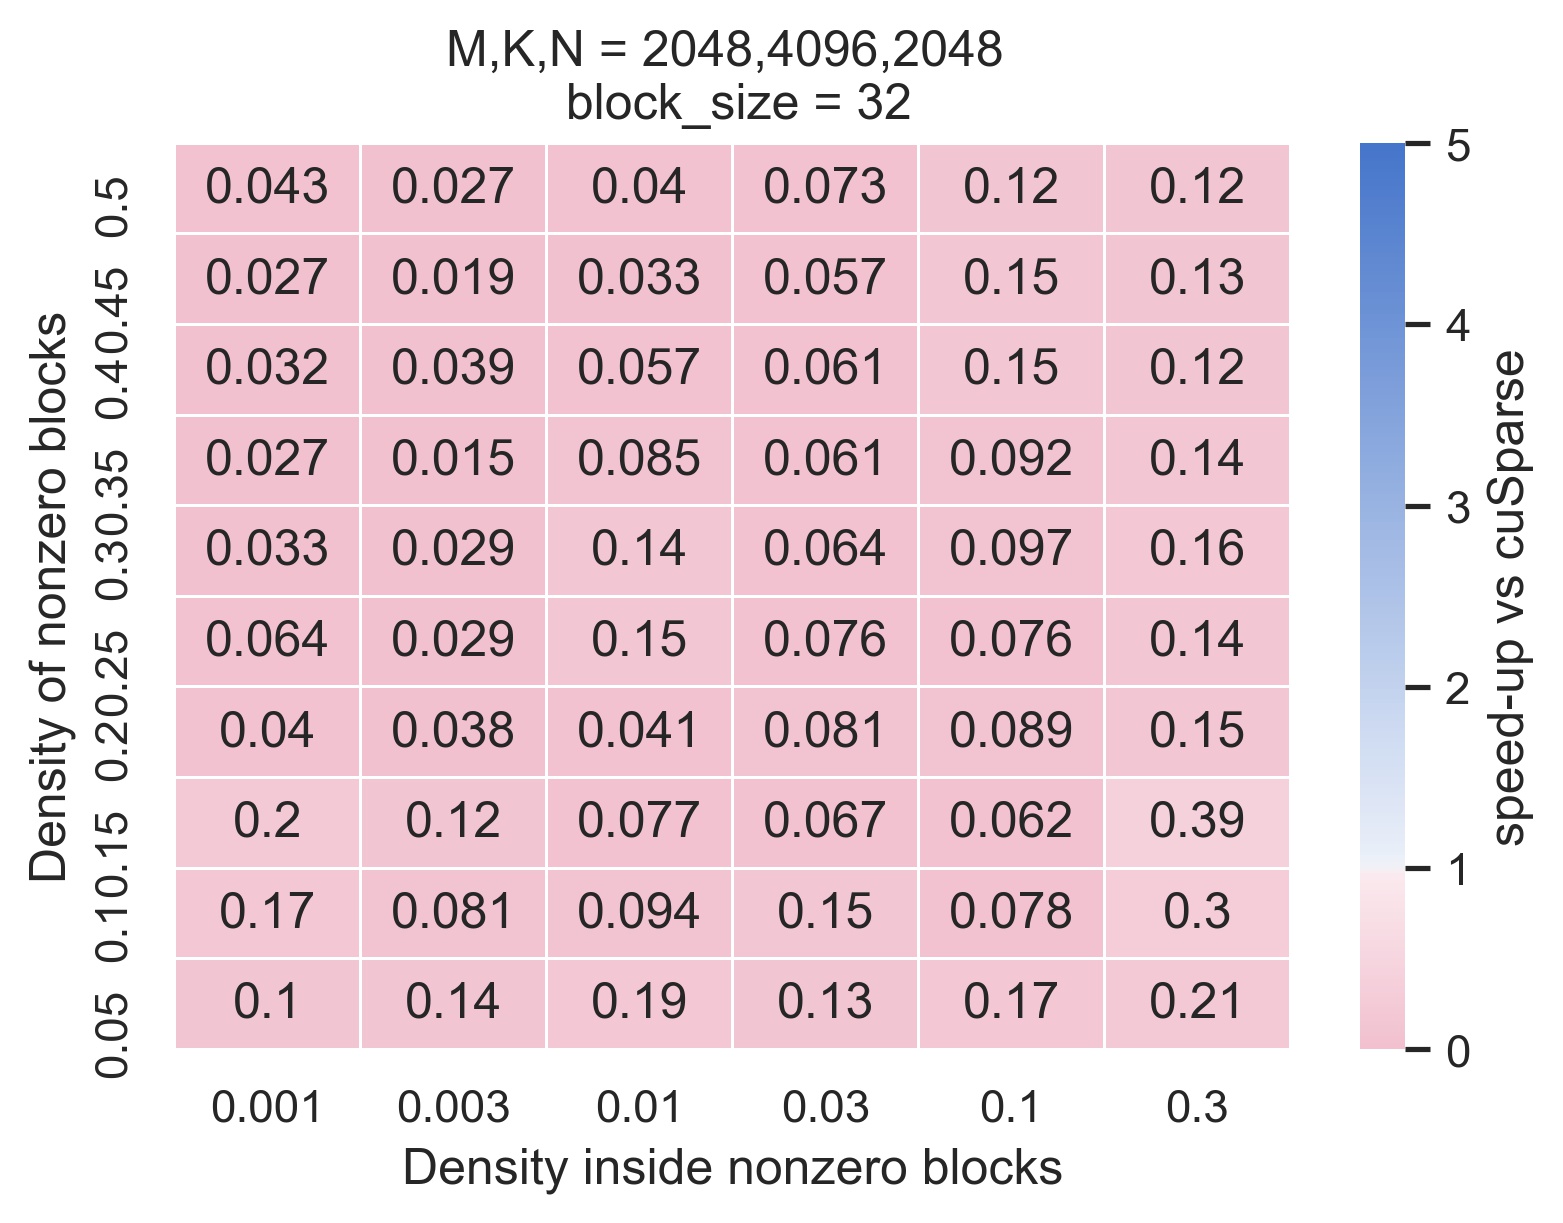 M,K,N = 2048,4096,2048
block_size = 32
Density of nonzero blocks
0.5 0.043 0.027 0.04 0.073 0.12 0.12
0.45 0.027 0.019 0.033 0.057 0.15 0.13
0.4 0.032 0.039 0.057 0.061 0.15 0.12
0.35 0.027 0.015 0.085 0.061 0.092 0.14
0.3 0.033 0.029 0.14 0.064 0.097 0.16
0.25 0.064 0.029 0.15 0.076 0.076 0.14
0.2 0.04 0.038 0.041 0.081 0.089 0.15
0.15 0.2 0.12 0.077 0.067 0.062 0.39
0.1 0.17 0.081 0.094 0.15 0.078 0.3
0.05 0.1 0.14 0.19 0.13 0.17 0.21
0.001 0.003 0.01 0.03 0.1 0.3
Density inside nonzero blocks
5
4
3
2
1
0
speed-up vs cuSparse